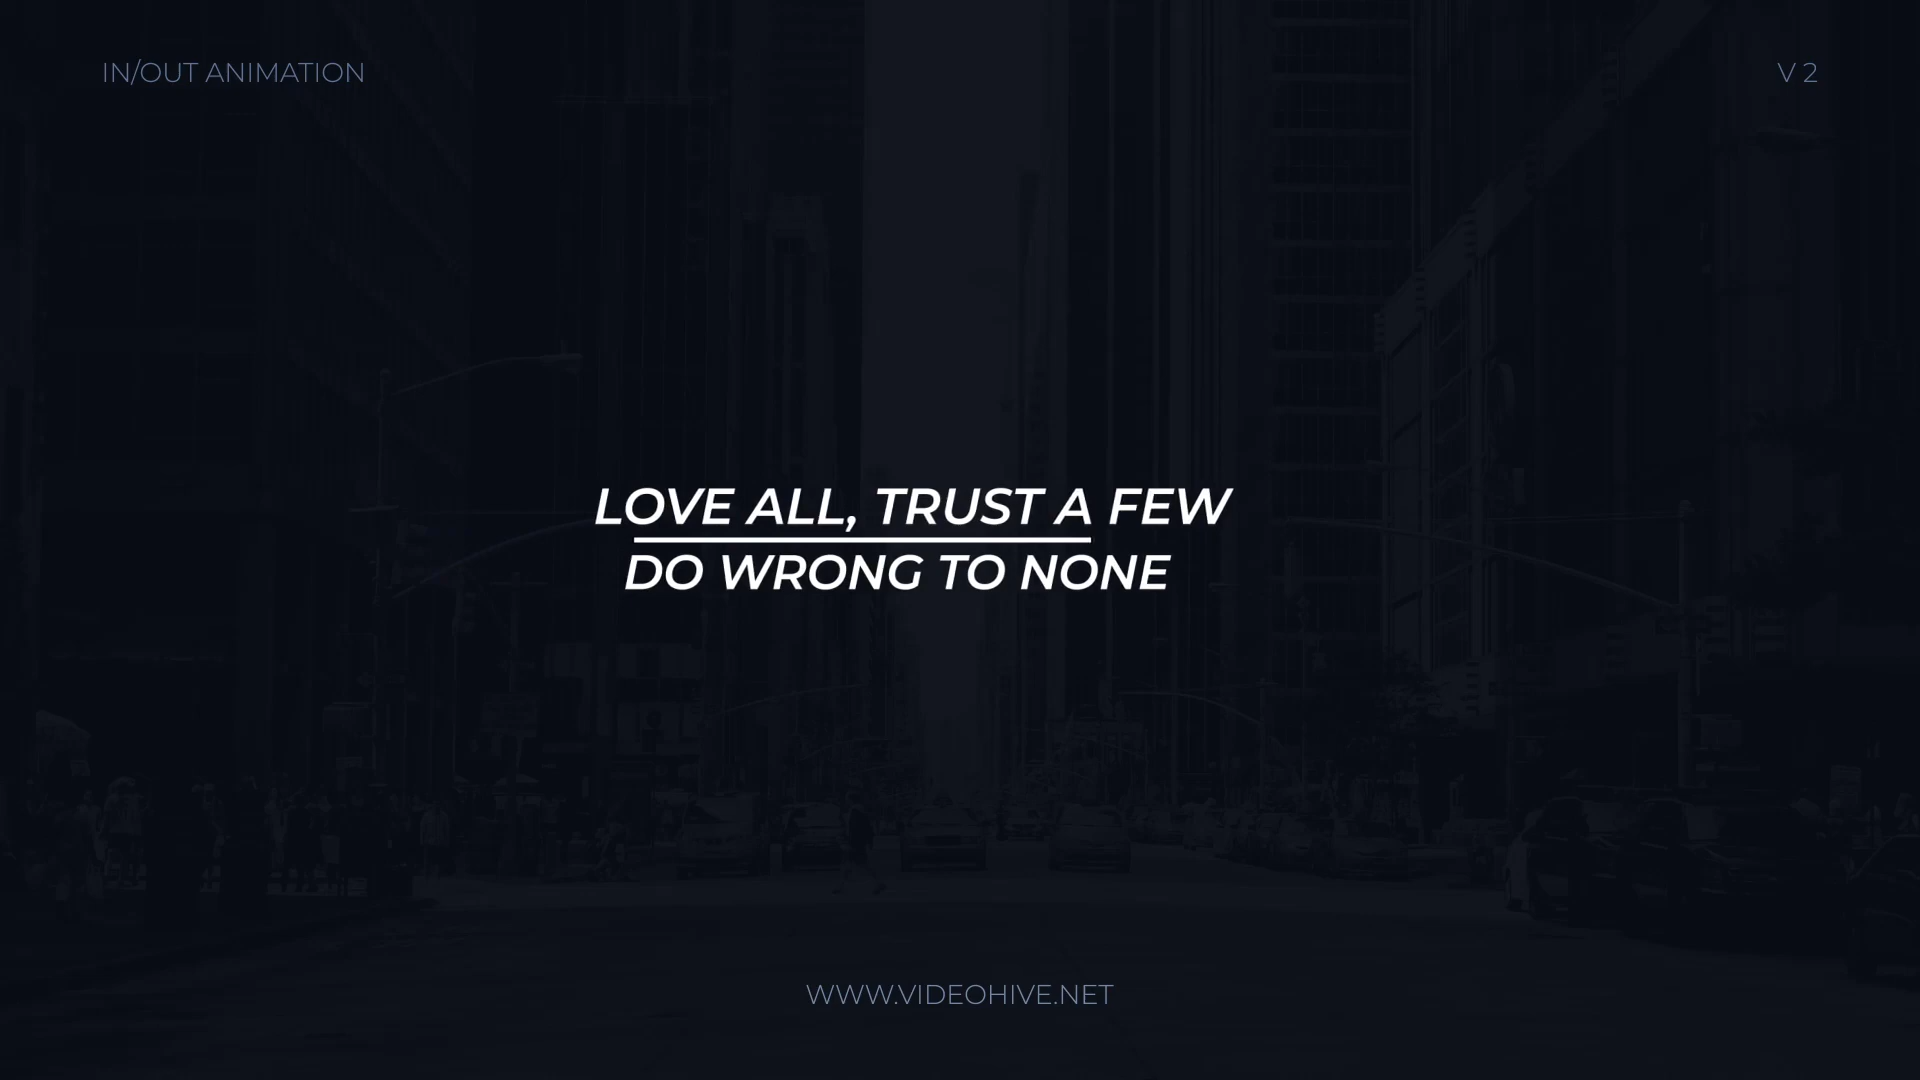 IN/OUT ANIMATION
V 2
LOVE ALL, TRUST A FEW
DO WRONG TO NONE
WWW.VIDEOHIVE.NET